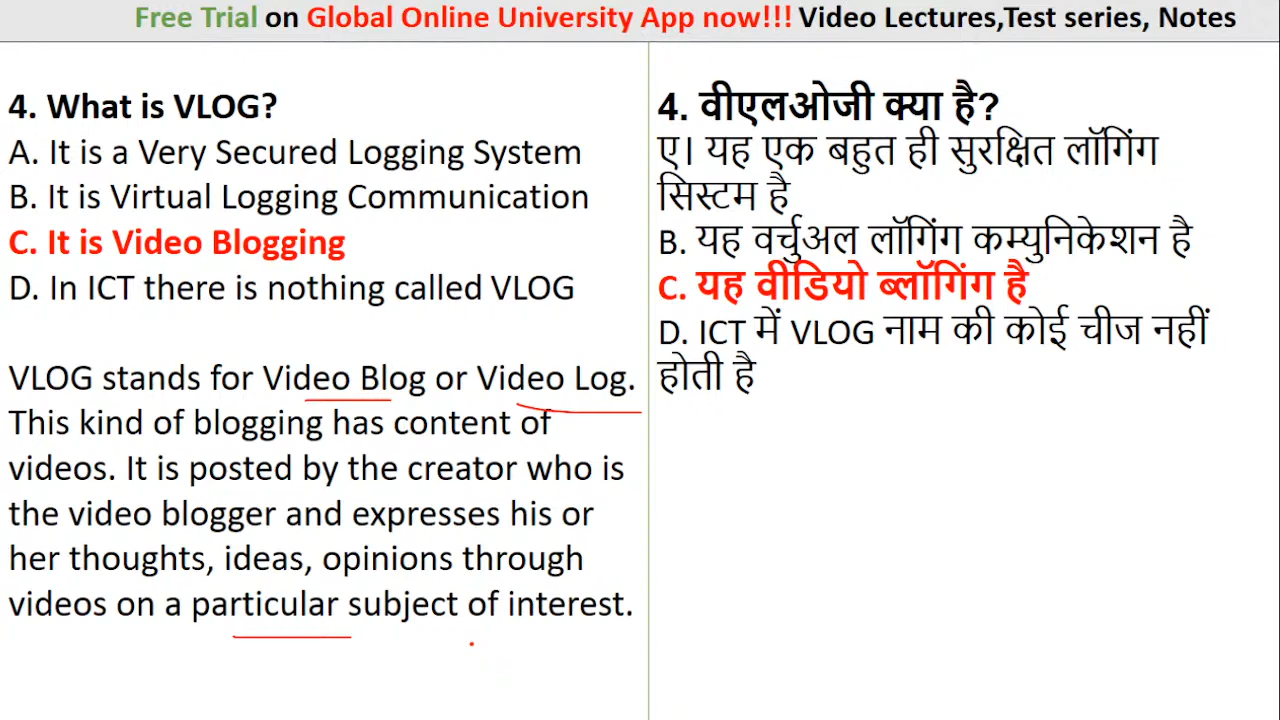 Free Trial on Global Online University App now!!! Video Lectures,Test series, Notes
4. What is VLOG?
A. It is a Very Secured Logging System
B. It is Virtual Logging Communication
C. It is Video Blogging
D. In ICT there is nothing called VLOG
VLOG stands for Video Blog or Video Log.
This kind of blogging has content of
videos. It is posted by the creator who is
the video blogger and expresses his or
her thoughts, ideas, opinions through
videos on a particular subject of interest.
4. वीएलओजी क्या है?
ए। यह एक बहुत ही सुरक्षित लॉगिंग
सिस्टम है
B. यह वर्चुअल लॉगिंग कम्युनिकेशन है
C. यह वीडियो ब्लॉगिंग है
D. ICT में VLOG नाम की कोई चीज नहीं
होती है